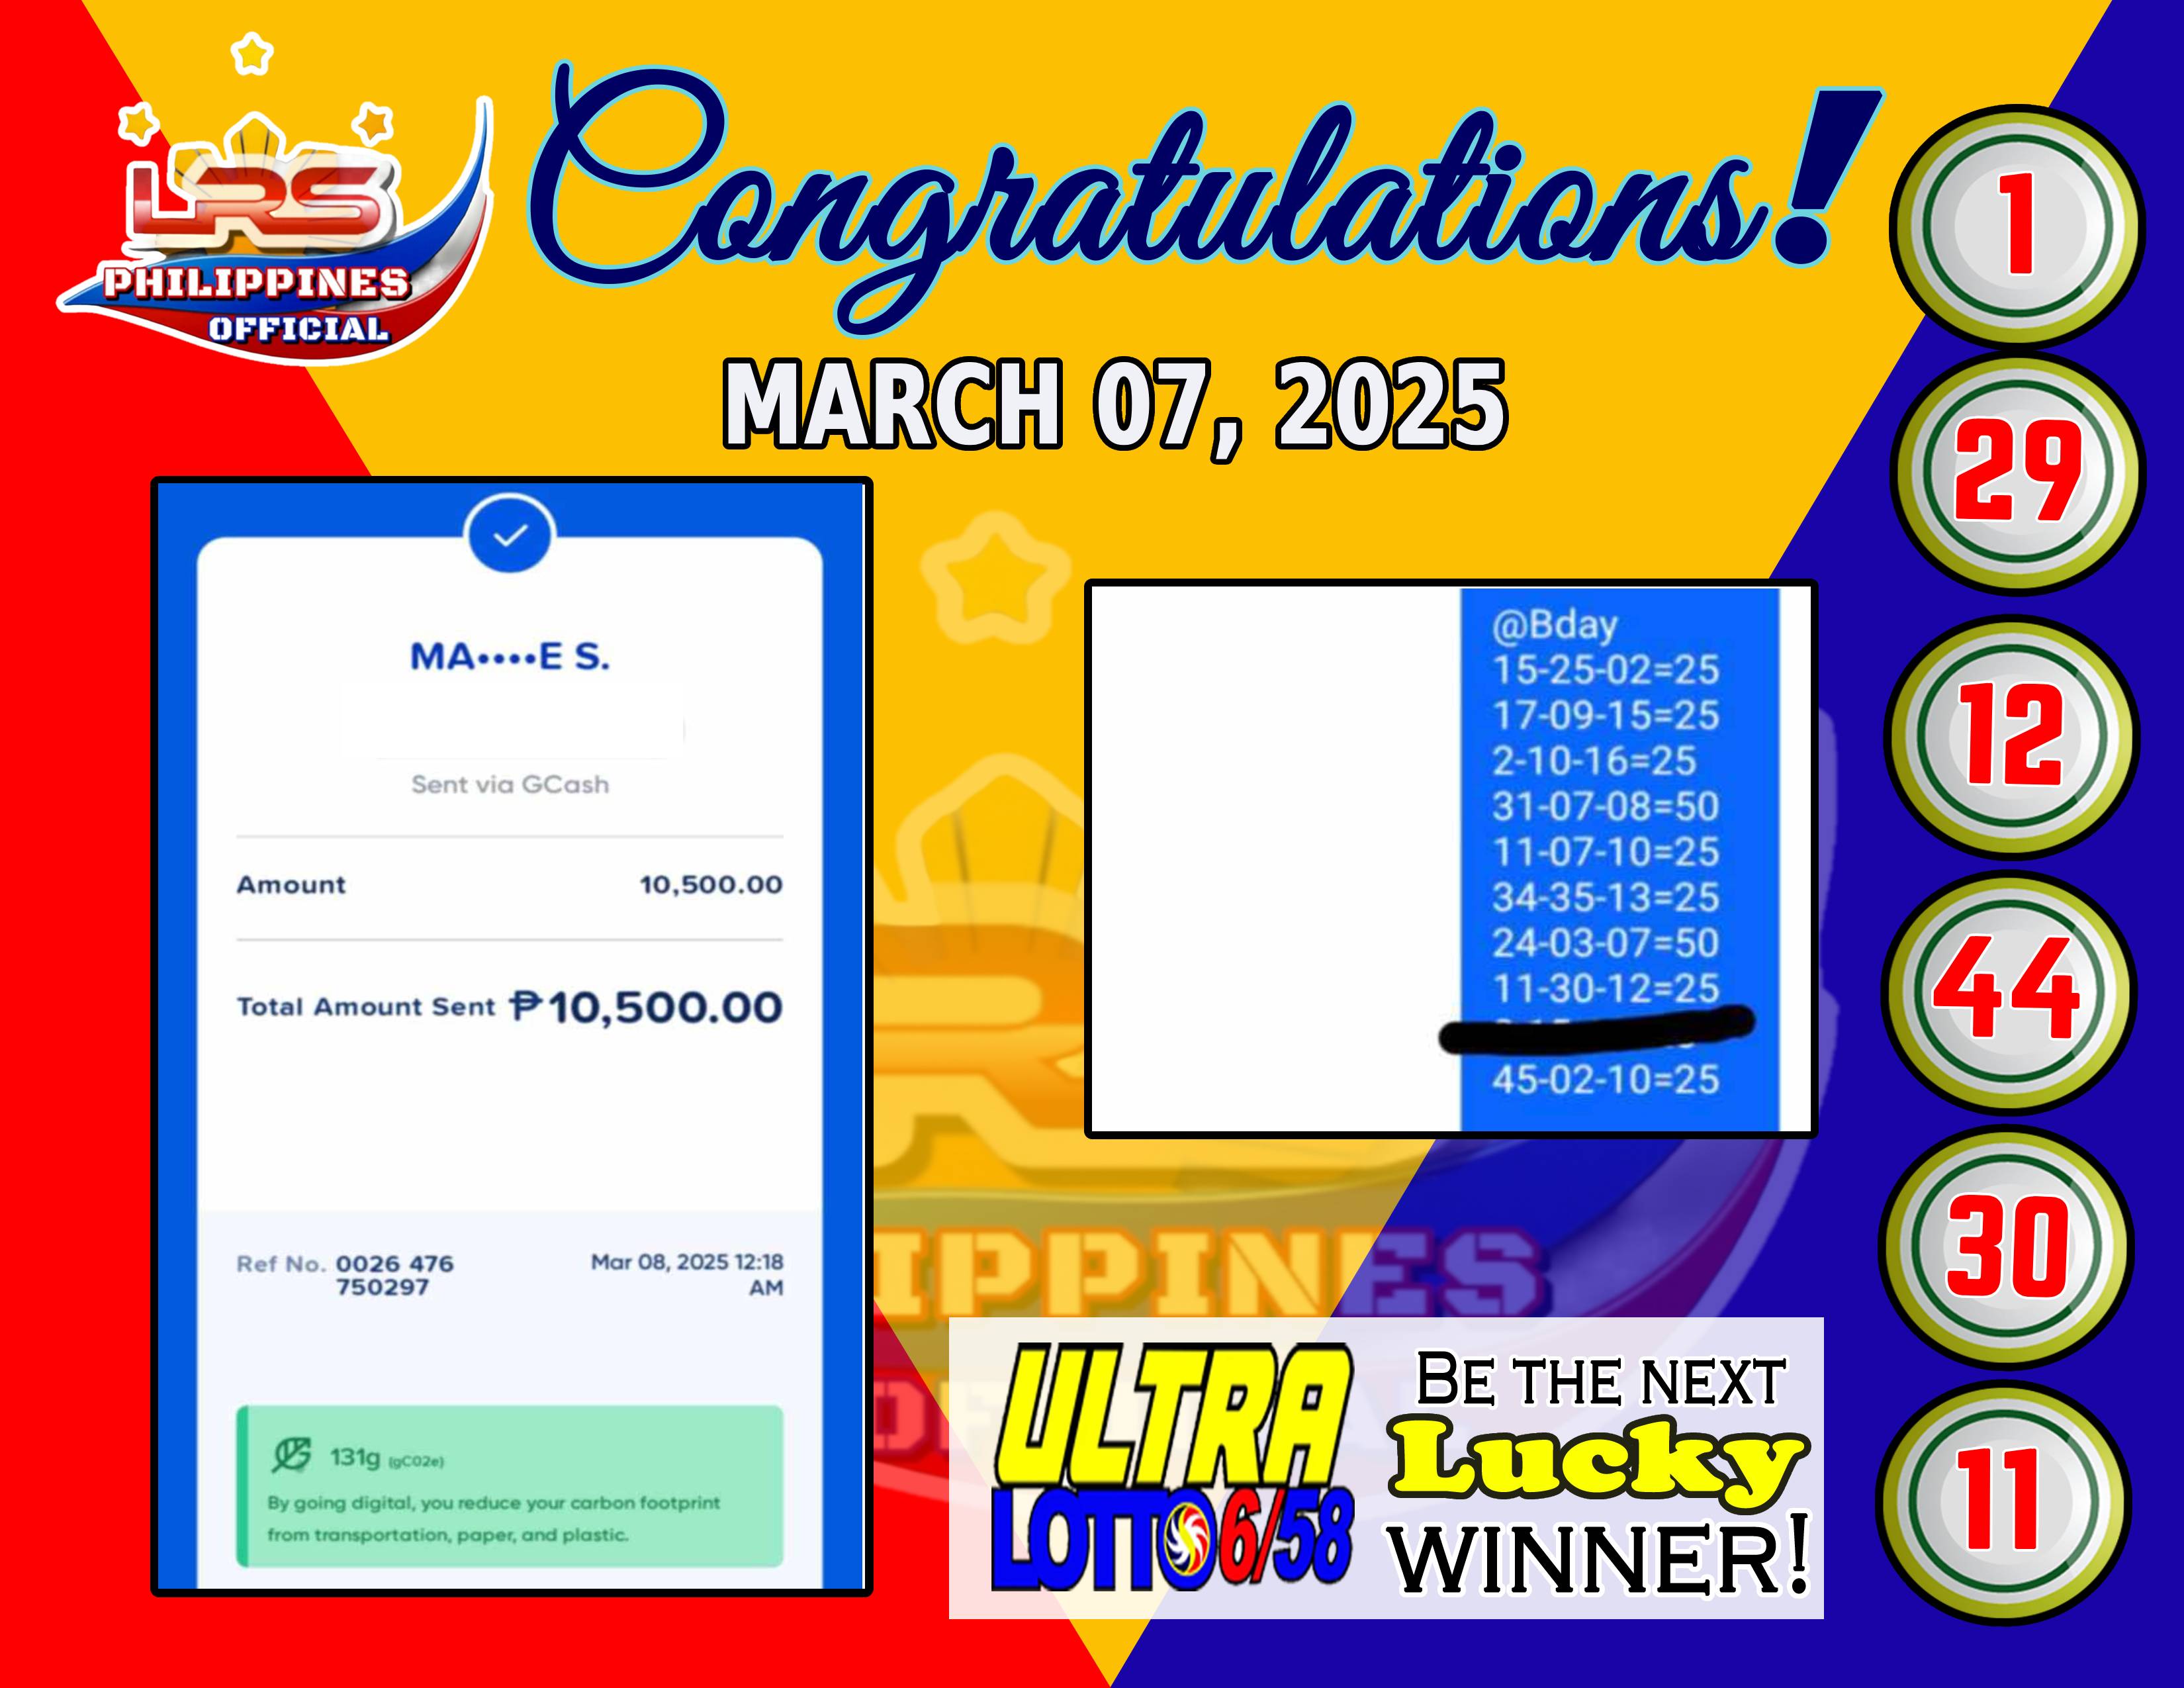 LRS
PHILIPPINES
OFFICIAL
Congratulations!
MARCH 07, 2025
MA••••E S.
Sent via GCash
Amount 10,500.00
Total Amount Sent ₱10,500.00
Ref No. 0026 476 750297
Mar 08, 2025 12:18 AM
131g (gCO2e)
By going digital, you reduce your carbon footprint
from transportation, paper, and plastic.
@Bday
15-25-02=25
17-09-15=25
2-10-16=25
31-07-08=50
11-07-10=25
34-35-13=25
24-03-07=50
11-30-12=25
45-02-10=25
ULTRA
LOTTO 6/58
BE THE NEXT
Lucky
WINNER!
1
29
12
44
30
11